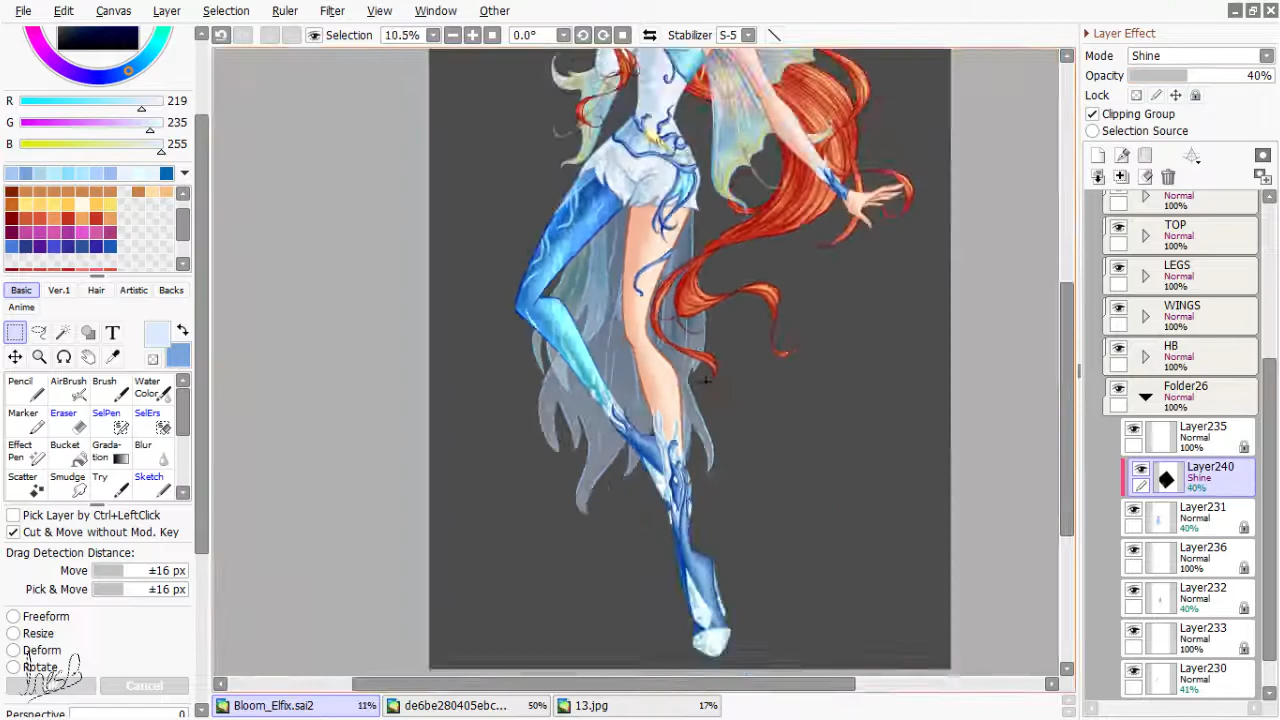 File Edit Canvas Layer Selection Ruler Filter View Window Other
Selection 10.5% 0.0° Stabilizer S-5
R 219
G 235
B 255
Basic Ver.1 Hair Artistic Backs
Anime
T
Pencil AirBrush Brush Water Color
Marker Eraser SelPen SelErs
Effect Pen Bucket Grada- tion Blur
Scatter Smudge Try Sketch
Pick Layer by Ctrl+LeftClick
Cut & Move without Mod. Key
Drag Detection Distance:
Move ±16 px
Pick & Move ±16 px
Freeform
Resize
Deform
Rotate
Cancel
Perspective 0
Bloom_Elfix.sai2 11% de6be280405ebc... 50% 13.jpg 17%
Layer Effect
Mode Shine
Opacity 40%
Lock
Clipping Group
Selection Source
Normal
100%
TOP
Normal
100%
LEGS
Normal
100%
WINGS
Normal
100%
HB
Normal
100%
Folder26
Normal
100%
Layer235
Normal
100%
Layer240
Shine
40%
Layer231
Normal
40%
Layer236
Normal
100%
Layer232
Normal
40%
Layer233
Normal
100%
Layer230
Normal
41%